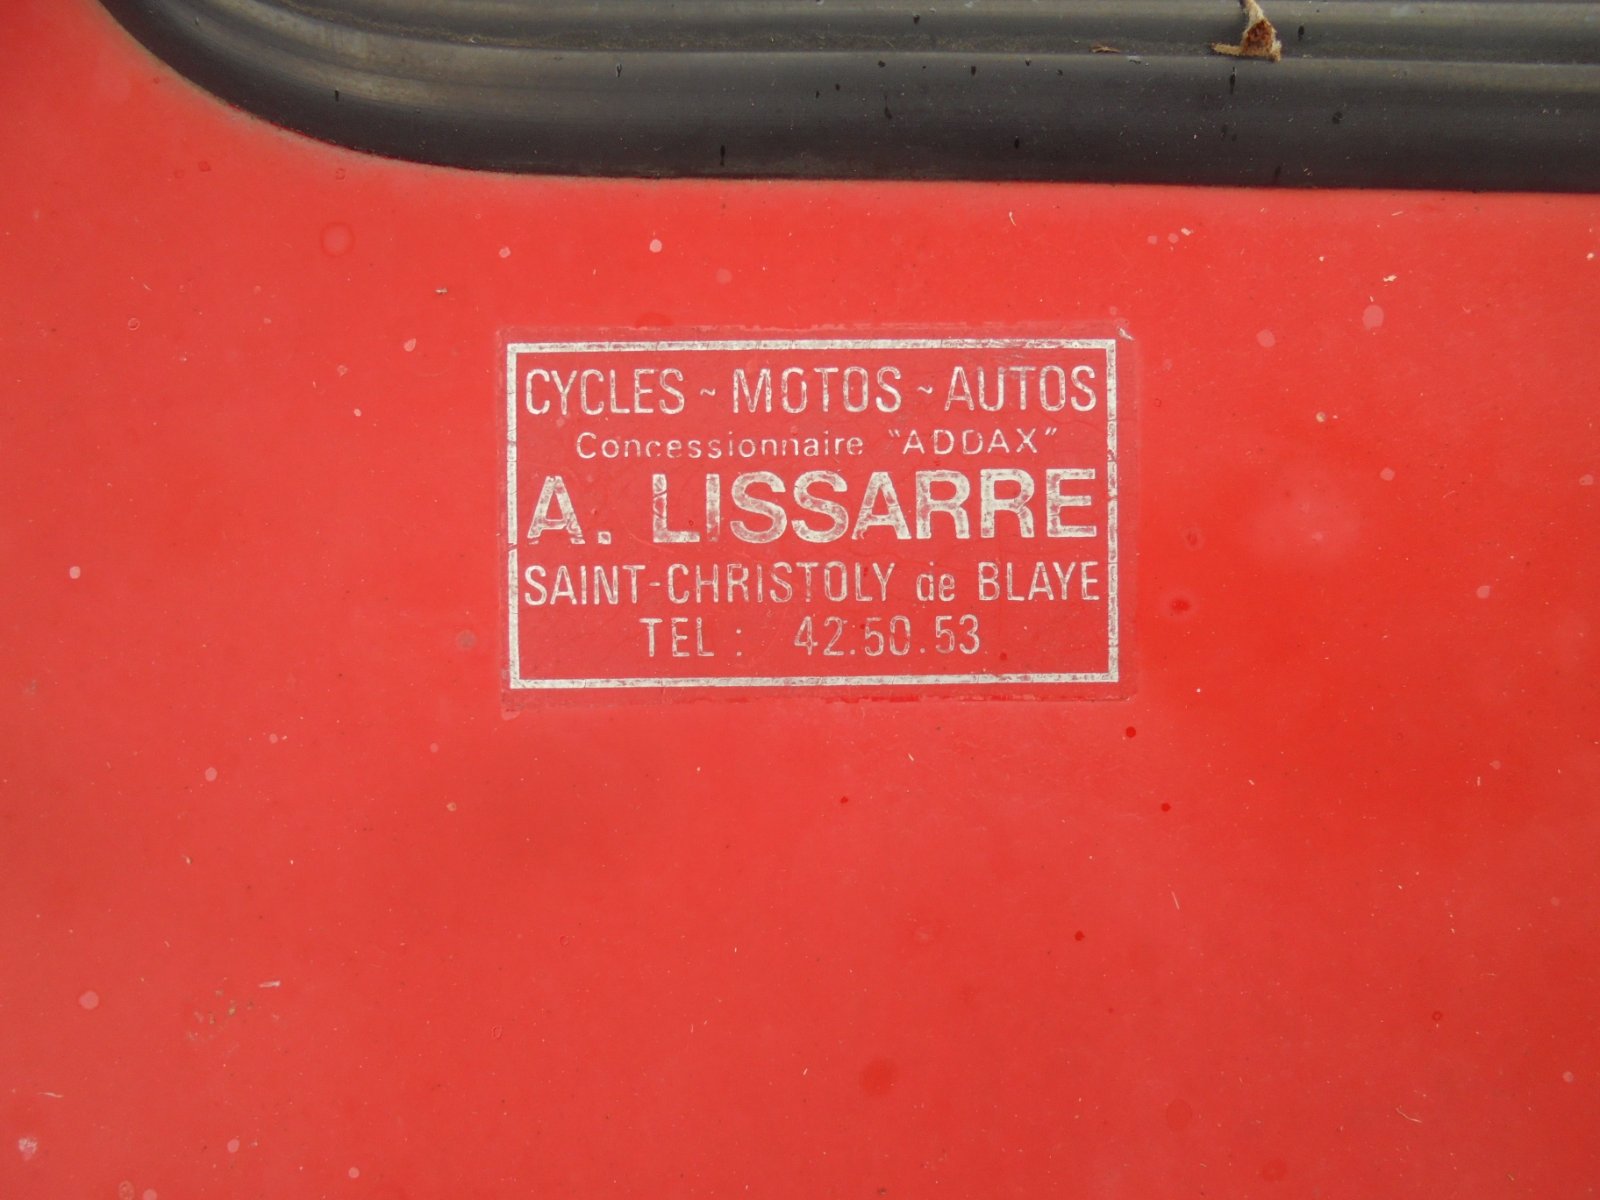 CYCLES ~ MOTOS ~ AUTOS
Concessionnaire "ADDAX"
A. LISSARRE
SAINT-CHRISTOLY de BLAYE
TEL : 42.50.53